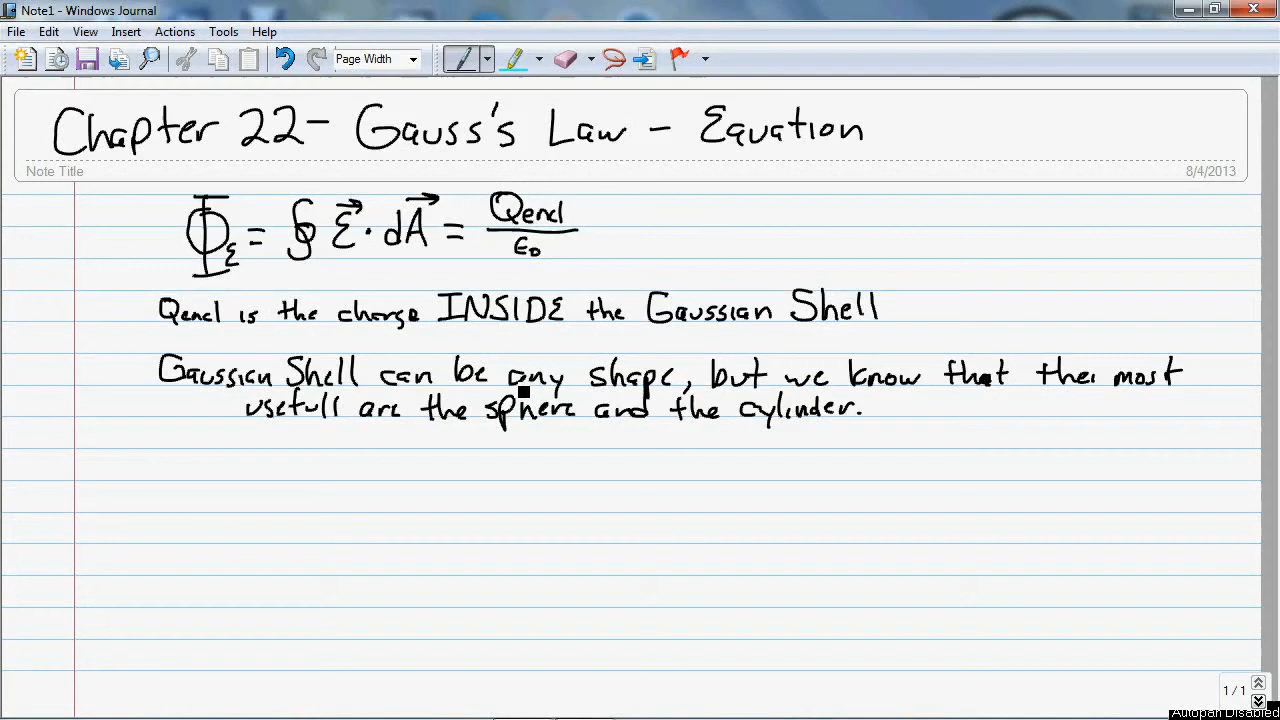 Note1 - Windows Journal
File Edit View Insert Actions Tools Help
Page Width
Chapter 22- Gauss's Law - Equation
Note Title
8/4/2013
Φ_ε = ∮ ε⃗ · dA⃗ = Qencl / ε₀
Qencl is the charge INSIDE the Gaussian Shell
Gaussian Shell can be any shape, but we know that the most
usefull are the sphere and the cylinder.
1 / 1
Autopan Disabled